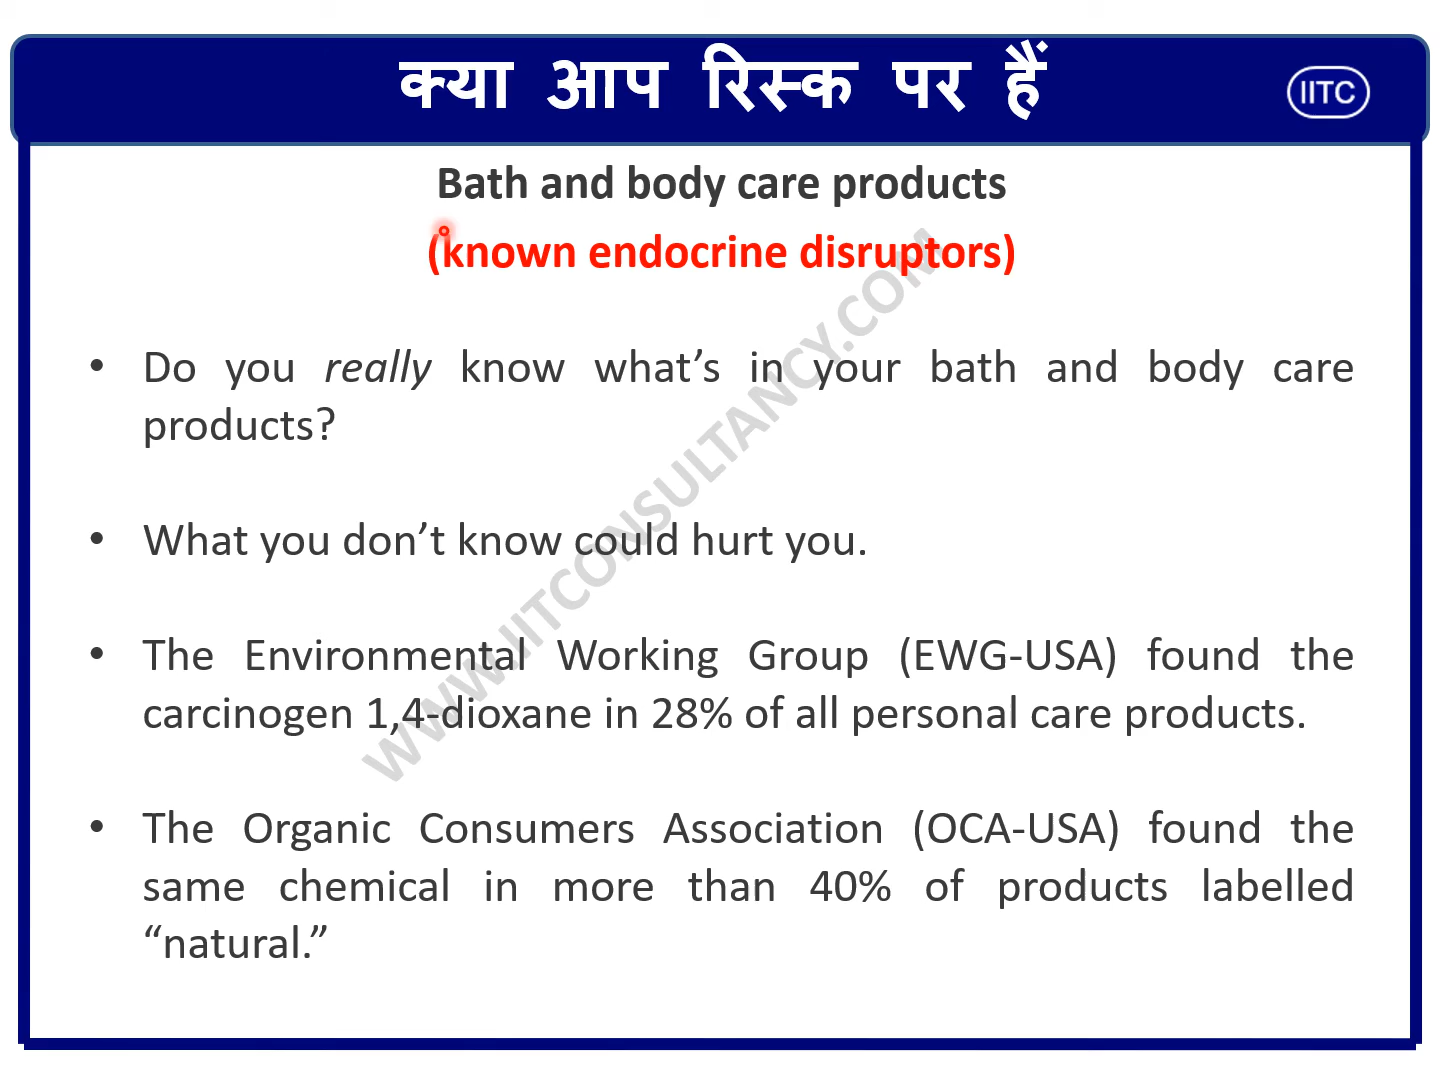 क्या आप रिस्क पर हैं
IITC
Bath and body care products
(known endocrine disruptors)
• Do you really know what’s in your bath and body care
products?
• What you don’t know could hurt you.
• The Environmental Working Group (EWG-USA) found the
carcinogen 1,4-dioxane in 28% of all personal care products.
• The Organic Consumers Association (OCA-USA) found the
same chemical in more than 40% of products labelled
“natural.”
WWW.IITCONSULTANCY.COM